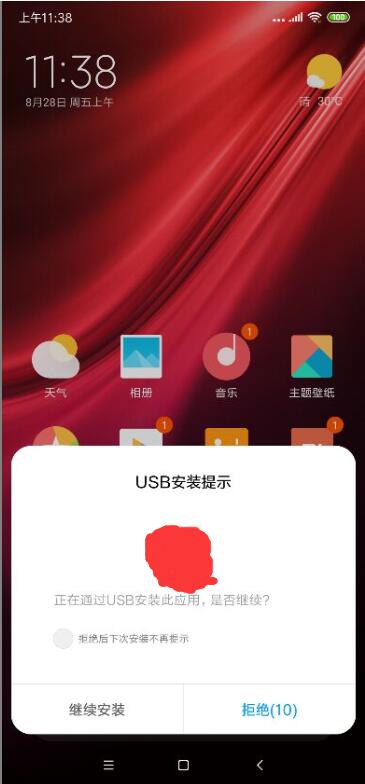 上午11:38
100
11:38
8月28日 周五上午
晴 30℃
1
天气
相册
音乐
主题壁纸
1
1
USB安装提示
正在通过USB安装此应用, 是否继续?
拒绝后下次安装不再提示
继续安装
拒绝(10)